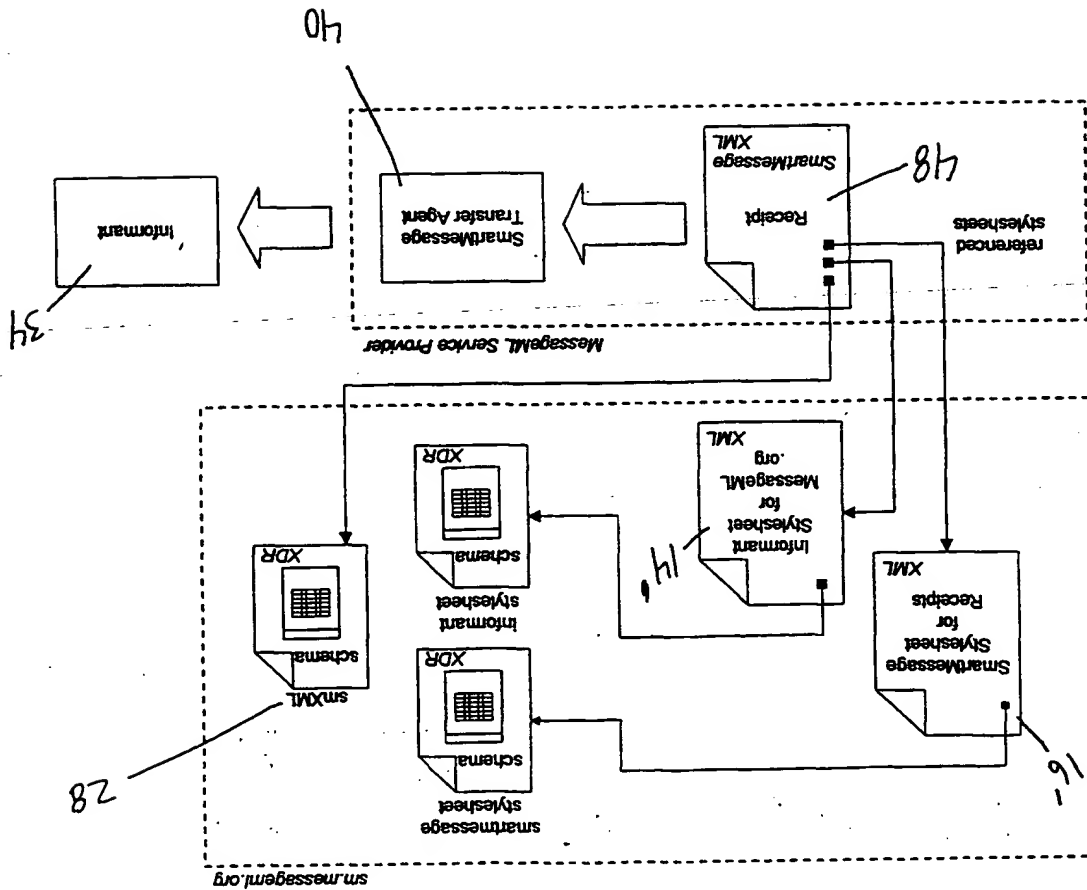 sm.messageml.org
smartmessage
stylesheet
schema
XDR
28
smXML
schema
XDR
16'
SmartMessage
Stylesheet
for
Receipts
XML
informant
stylesheet
schema
XDR
14'
Informant
Stylesheet
for
MessageML
.org
XML
MessageML Service Provider
34
referenced
stylesheets
48
Receipt
SmartMessage
XML
SmartMessage
Transfer Agent
Informant
40